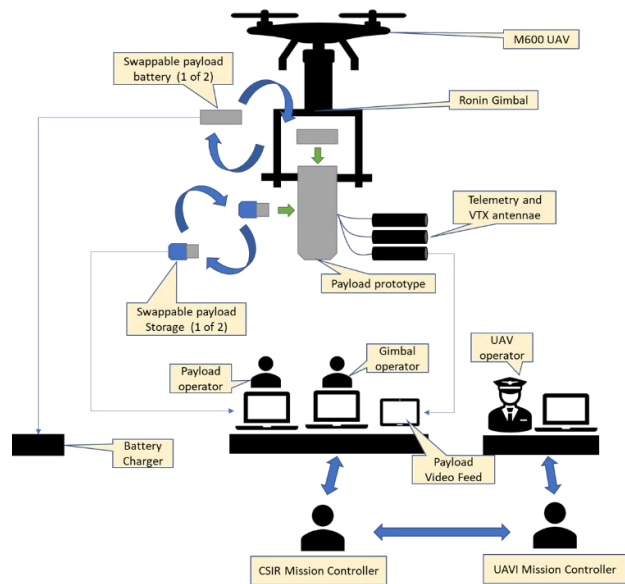 M600 UAV
Swappable payload
battery (1 of 2)
Ronin Gimbal
Telemetry and
VTX antennae
Payload prototype
Swappable payload
Storage (1 of 2)
Payload
operator
Gimbal
operator
UAV
operator
Battery
Charger
Payload
Video Feed
CSIR Mission Controller
UAVI Mission Controller